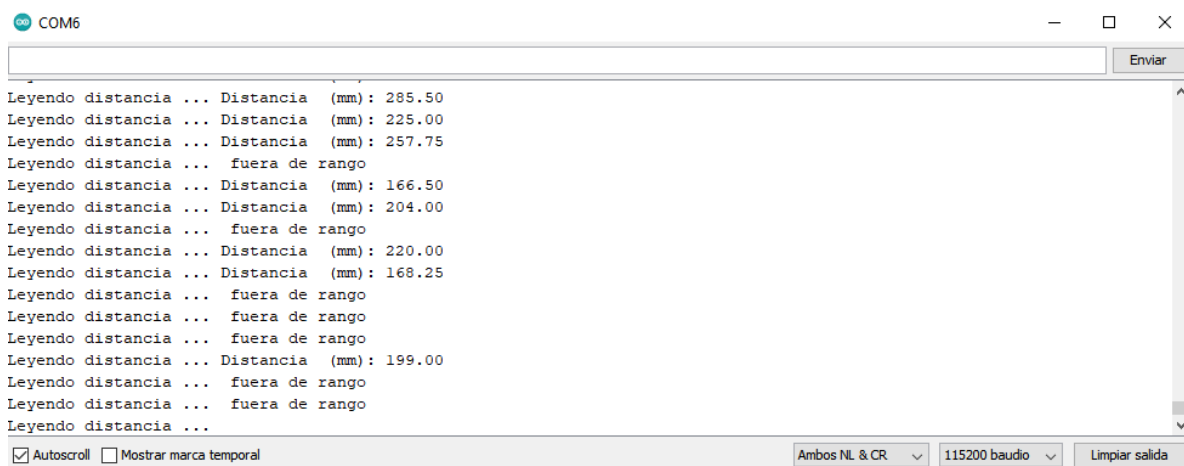 COM6
Enviar
Leyendo distancia ... Distancia  (mm): 285.50
Leyendo distancia ... Distancia  (mm): 225.00
Leyendo distancia ... Distancia  (mm): 257.75
Leyendo distancia ...  fuera de rango
Leyendo distancia ... Distancia  (mm): 166.50
Leyendo distancia ... Distancia  (mm): 204.00
Leyendo distancia ...  fuera de rango
Leyendo distancia ... Distancia  (mm): 220.00
Leyendo distancia ... Distancia  (mm): 168.25
Leyendo distancia ...  fuera de rango
Leyendo distancia ...  fuera de rango
Leyendo distancia ...  fuera de rango
Leyendo distancia ... Distancia  (mm): 199.00
Leyendo distancia ...  fuera de rango
Leyendo distancia ...  fuera de rango
Leyendo distancia ...
Autoscroll Mostrar marca temporal Ambos NL & CR 115200 baudio Limpiar salida